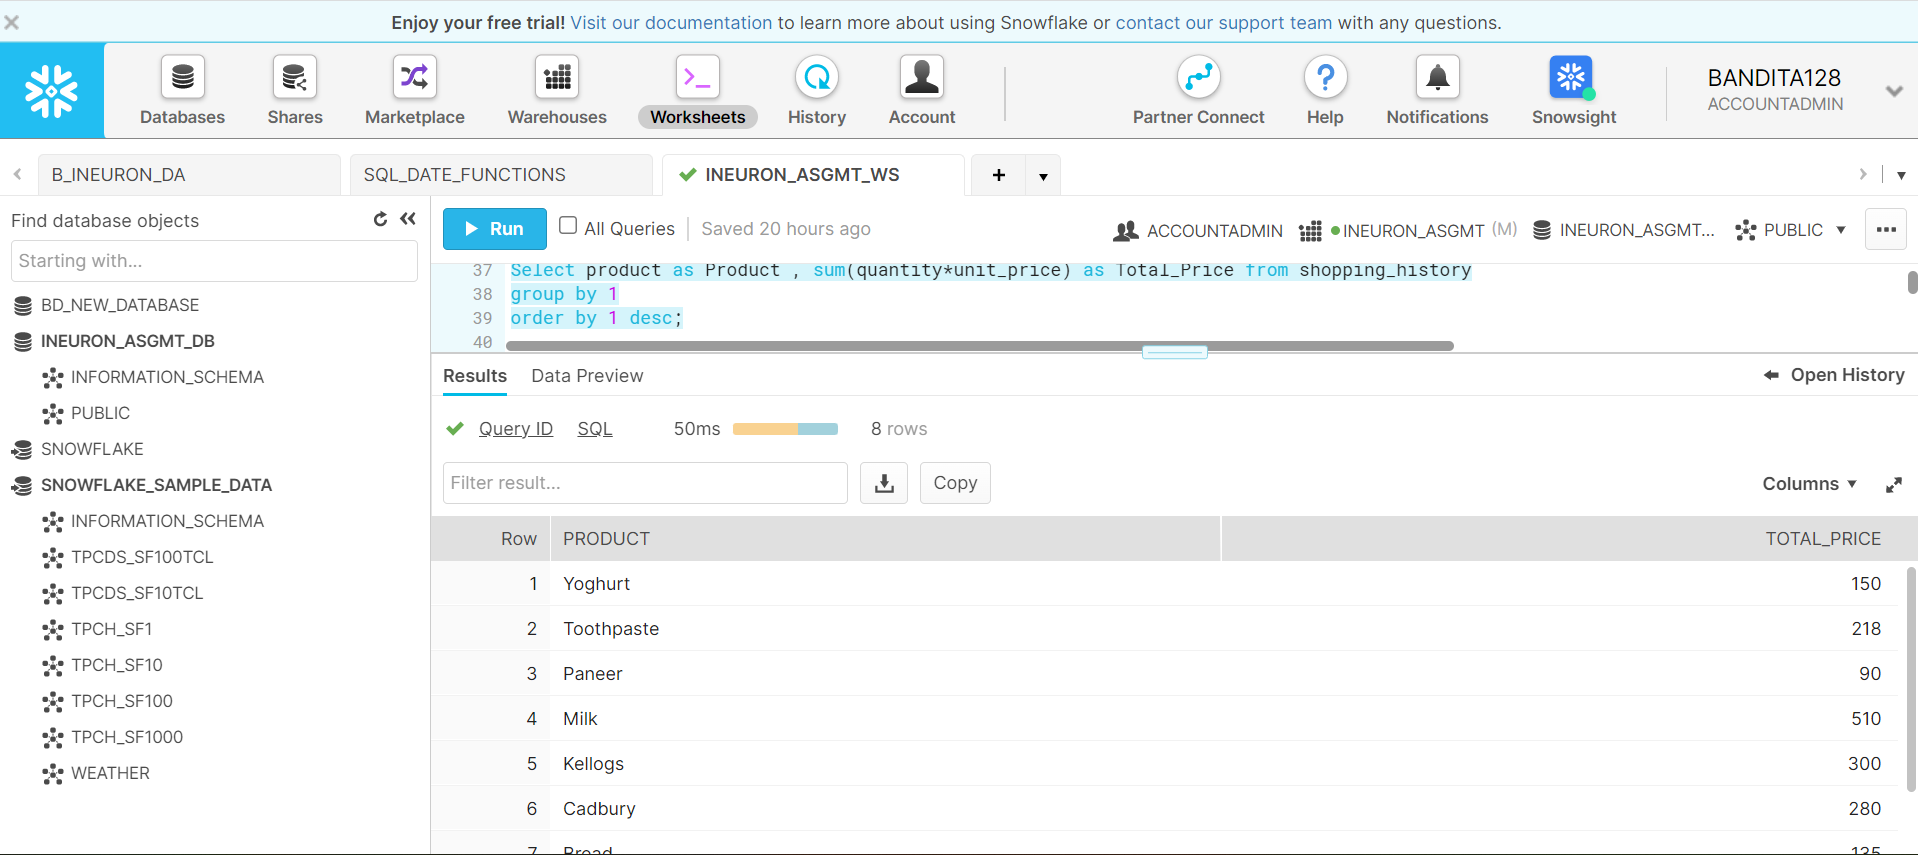 Enjoy your free trial! Visit our documentation to learn more about using Snowflake or contact our support team with any questions.
Databases
Shares
Marketplace
Warehouses
Worksheets
History
Account
Partner Connect
Help
Notifications
Snowsight
BANDITA128
ACCOUNTADMIN
B_INEURON_DA
SQL_DATE_FUNCTIONS
INEURON_ASGMT_WS
Find database objects
Starting with...
BD_NEW_DATABASE
INEURON_ASGMT_DB
INFORMATION_SCHEMA
PUBLIC
SNOWFLAKE
SNOWFLAKE_SAMPLE_DATA
INFORMATION_SCHEMA
TPCDS_SF100TCL
TPCDS_SF10TCL
TPCH_SF1
TPCH_SF10
TPCH_SF100
TPCH_SF1000
WEATHER
Run All Queries Saved 20 hours ago ACCOUNTADMIN INEURON_ASGMT (M) INEURON_ASGMT... PUBLIC
37 Select product as Product , sum(quantity*unit_price) as Total_Price from shopping_history
38 group by 1
39 order by 1 desc;
40
Results Data Preview Open History
Query ID SQL 50ms 8 rows
Filter result... Copy Columns
Row PRODUCT TOTAL_PRICE
1 Yoghurt 150
2 Toothpaste 218
3 Paneer 90
4 Milk 510
5 Kellogs 300
6 Cadbury 280
7 Bread 135